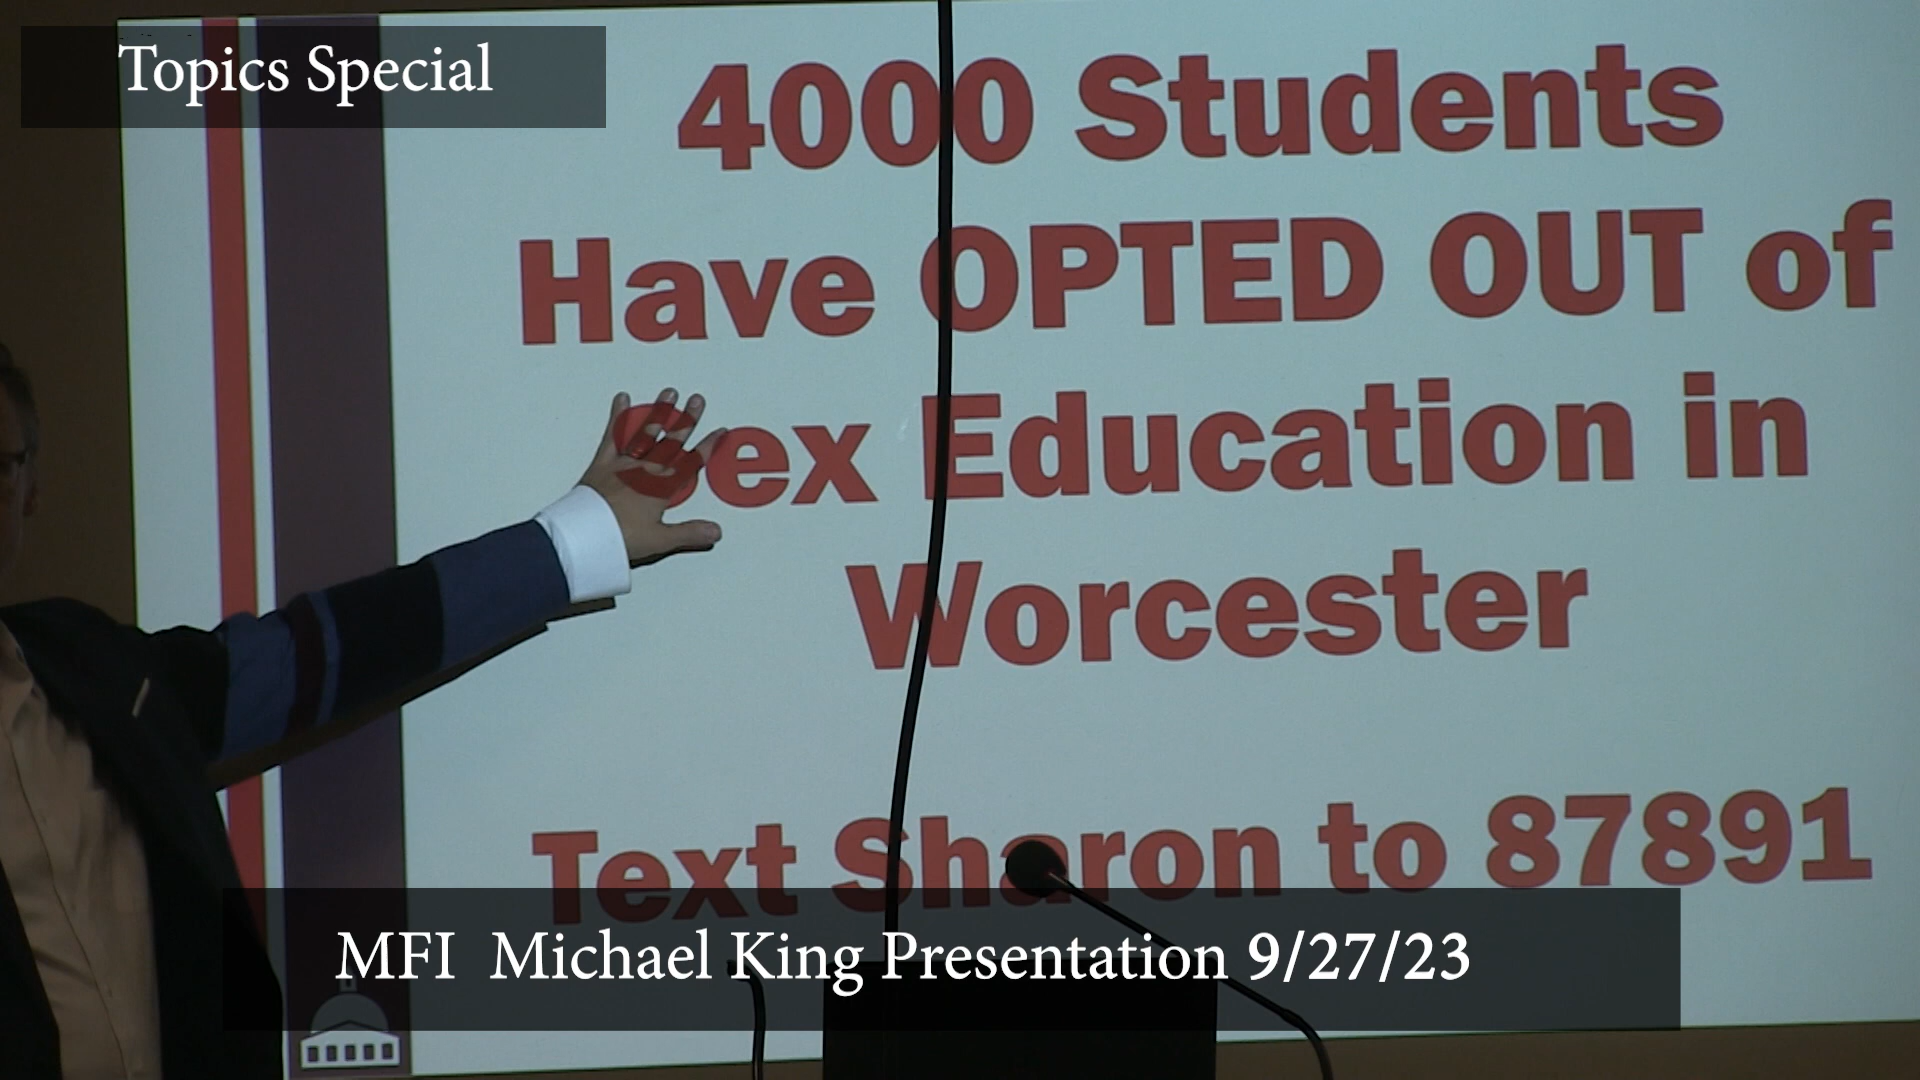 Topics Special
4000 Students
Have OPTED OUT of
Sex Education in
Worcester
Text Sharon to 87891
MFI Michael King Presentation 9/27/23